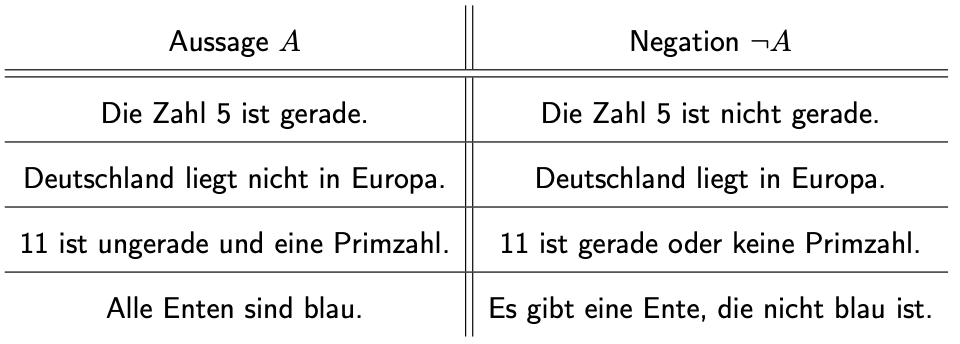 Aussage A Negation ¬A
Die Zahl 5 ist gerade. Die Zahl 5 ist nicht gerade.
Deutschland liegt nicht in Europa. Deutschland liegt in Europa.
11 ist ungerade und eine Primzahl. 11 ist gerade oder keine Primzahl.
Alle Enten sind blau. Es gibt eine Ente, die nicht blau ist.